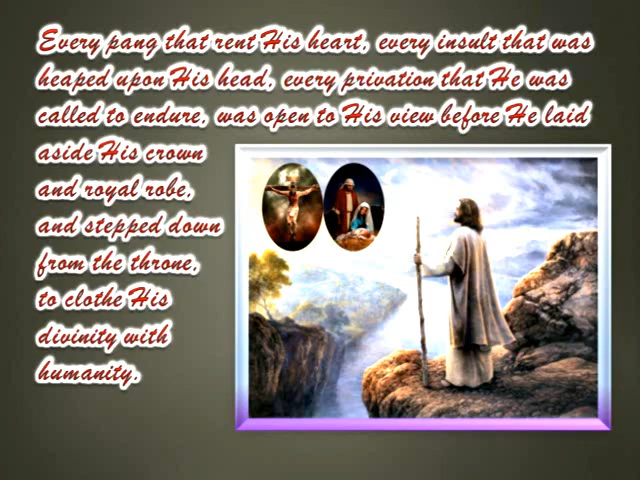 Every pang that rent His heart, every insult that was
heaped upon His head, every privation that He was
called to endure, was open to His view before He laid
aside His crown
and royal robe,
and stepped down
from the throne,
to clothe His
divinity with
humanity.